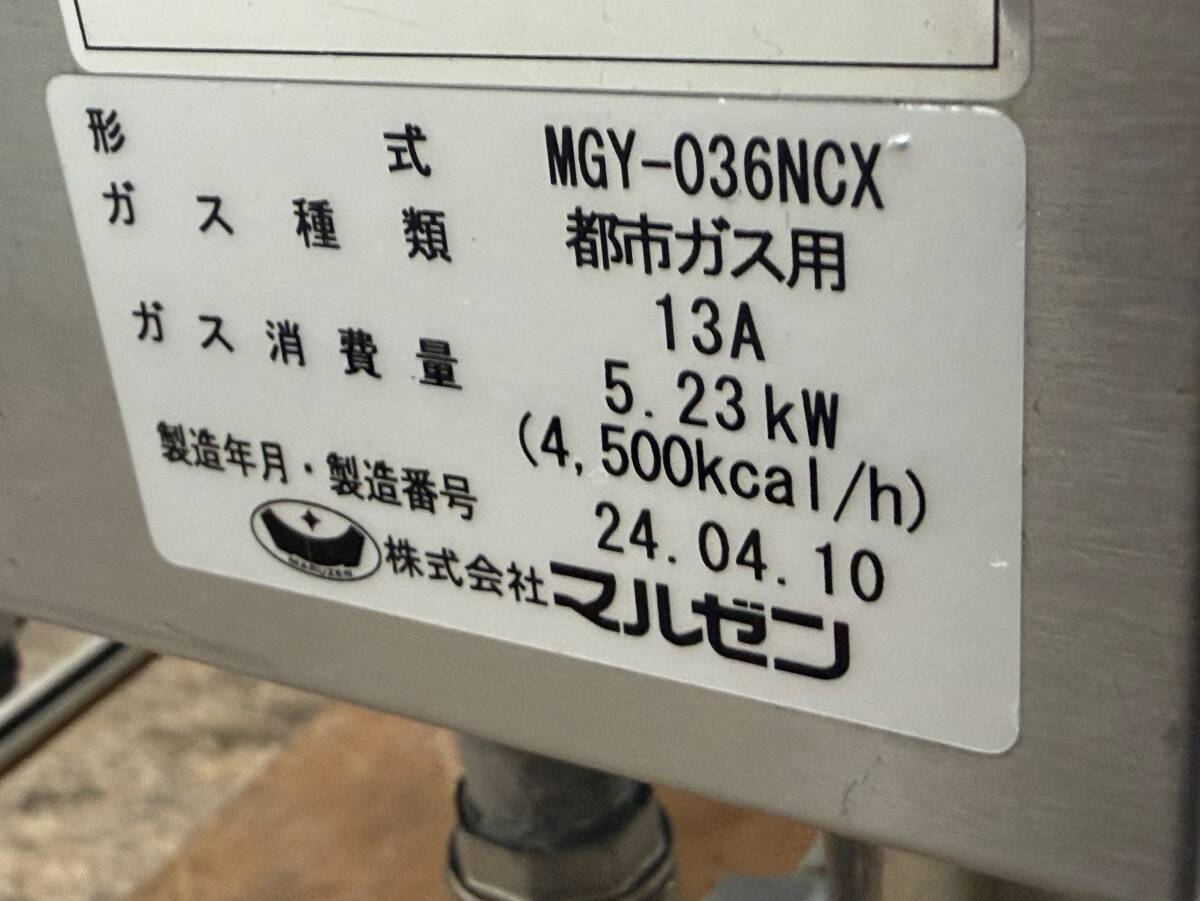 形式 MGY-036NCX
ガス種類 都市ガス用
13A
ガス消費量 5.23kW
(4,500kcal/h)
製造年月・製造番号 24.04.10
MARUZEN 株式会社マルゼン